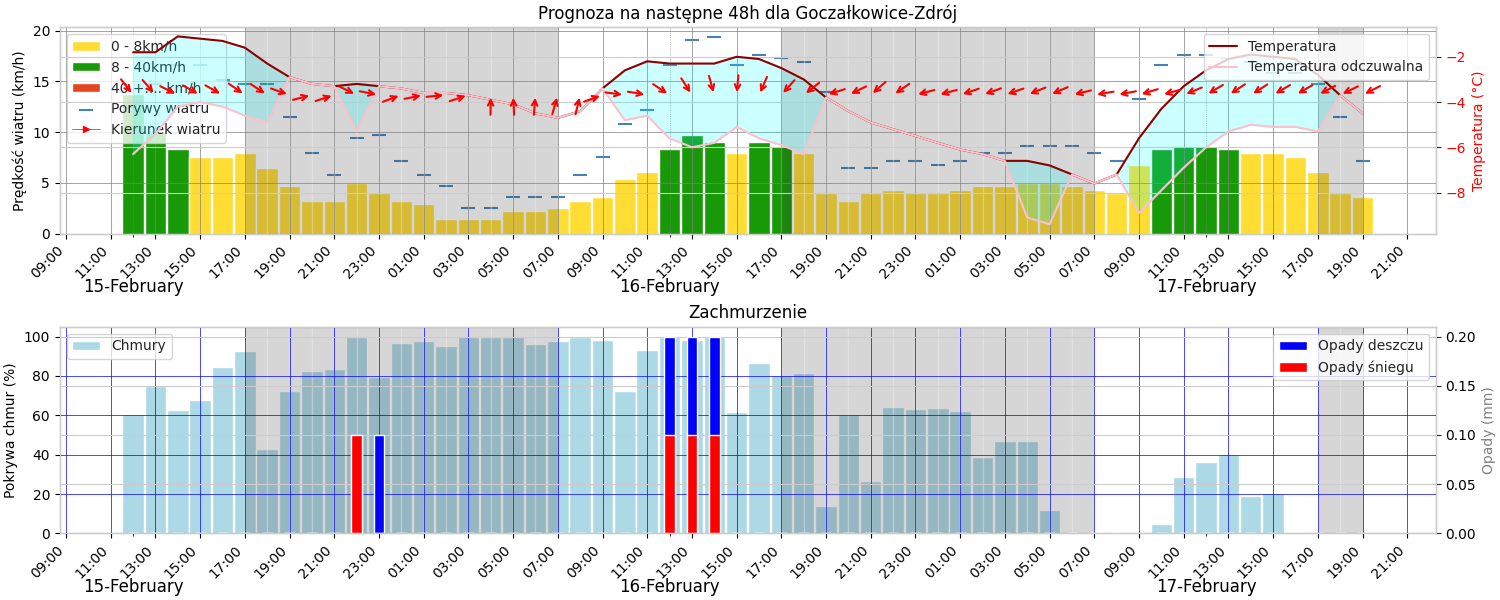 Prognoza na następne 48h dla Goczałkowice-Zdrój
Prędkość wiatru (km/h)
20
15
10
5
0
0 - 8km/h
8 - 40km/h
40 +... km/h
Porywy wiatru
Kierunek wiatru
Temperatura
Temperatura odczuwalna
−2
−4
−6
−8
Temperatura (°C)
09:00 11:00 13:00 15:00 17:00 19:00 21:00 23:00 01:00 03:00 05:00 07:00 09:00 11:00 13:00 15:00 17:00 19:00 21:00 23:00 01:00 03:00 05:00 07:00 09:00 11:00 13:00 15:00 17:00 19:00 21:00
15-February 16-February 17-February
Zachmurzenie
Pokrywa chmur (%)
100
80
60
40
20
0
Chmury
Opady deszczu
Opady śniegu
0.20
0.15
0.10
0.05
0.00
Opady (mm)
09:00 11:00 13:00 15:00 17:00 19:00 21:00 23:00 01:00 03:00 05:00 07:00 09:00 11:00 13:00 15:00 17:00 19:00 21:00 23:00 01:00 03:00 05:00 07:00 09:00 11:00 13:00 15:00 17:00 19:00 21:00
15-February 16-February 17-February